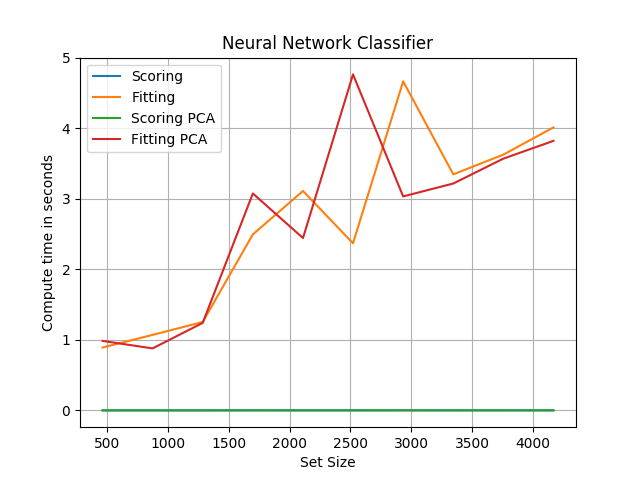 Neural Network Classifier
Compute time in seconds
5
4
3
2
1
0
Scoring
Fitting
Scoring PCA
Fitting PCA
500 1000 1500 2000 2500 3000 3500 4000
Set Size